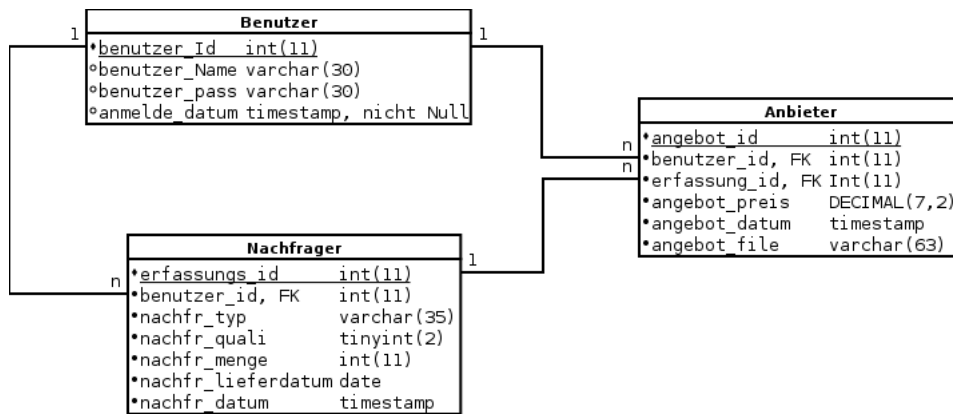 Benutzer
benutzer_Id int(11)
benutzer_Name varchar(30)
benutzer_pass varchar(30)
anmelde_datum timestamp, nicht Null
1
1
Anbieter
angebot_id int(11)
benutzer_id, FK int(11)
erfassung_id, FK Int(11)
angebot_preis DECIMAL(7,2)
angebot_datum timestamp
angebot_file varchar(63)
n
n
Nachfrager
erfassungs_id int(11)
benutzer_id, FK int(11)
nachfr_typ varchar(35)
nachfr_quali tinyint(2)
nachfr_menge int(11)
nachfr_lieferdatum date
nachfr_datum timestamp
1
n